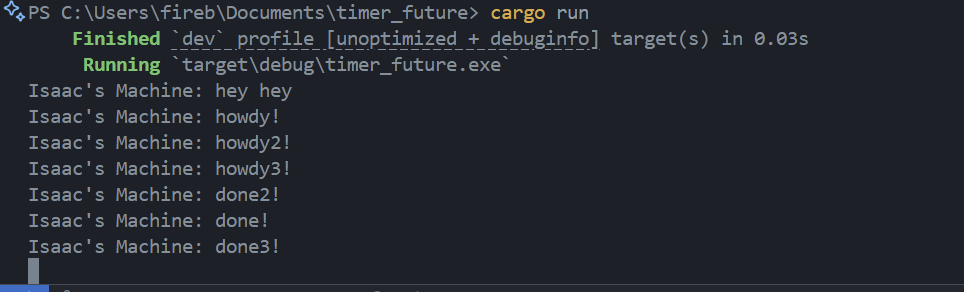 PS C:\Users\fireb\Documents\timer_future> cargo run
Finished `dev` profile [unoptimized + debuginfo] target(s) in 0.03s
Running `target\debug\timer_future.exe`
Isaac's Machine: hey hey
Isaac's Machine: howdy!
Isaac's Machine: howdy2!
Isaac's Machine: howdy3!
Isaac's Machine: done2!
Isaac's Machine: done!
Isaac's Machine: done3!